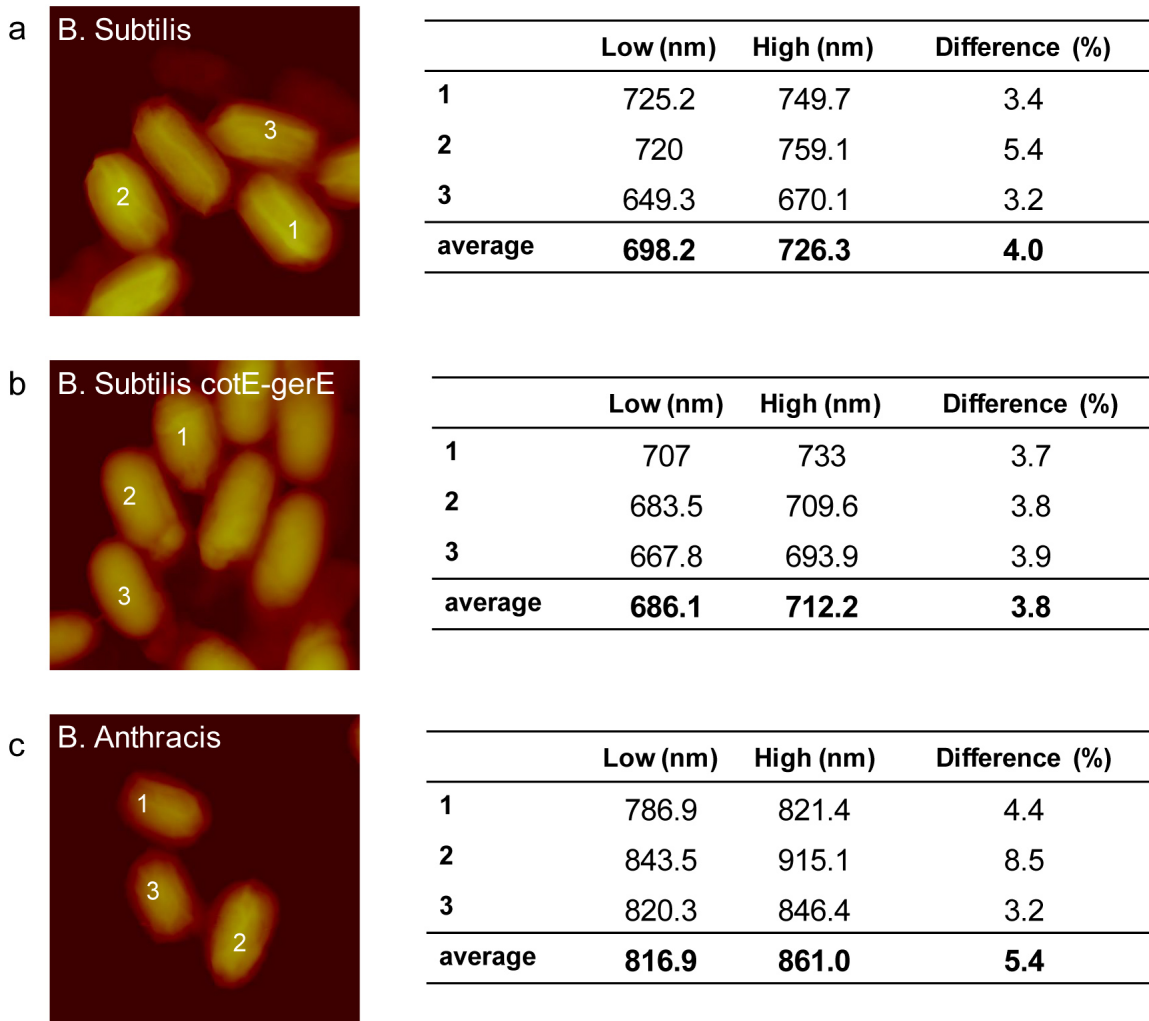 a
B. Subtilis
3
2
1
Low (nm) High (nm) Difference (%)
1 725.2 749.7 3.4
2 720 759.1 5.4
3 649.3 670.1 3.2
average 698.2 726.3 4.0
b
B. Subtilis cotE-gerE
1
2
3
Low (nm) High (nm) Difference (%)
1 707 733 3.7
2 683.5 709.6 3.8
3 667.8 693.9 3.9
average 686.1 712.2 3.8
c
B. Anthracis
1
3
2
Low (nm) High (nm) Difference (%)
1 786.9 821.4 4.4
2 843.5 915.1 8.5
3 820.3 846.4 3.2
average 816.9 861.0 5.4